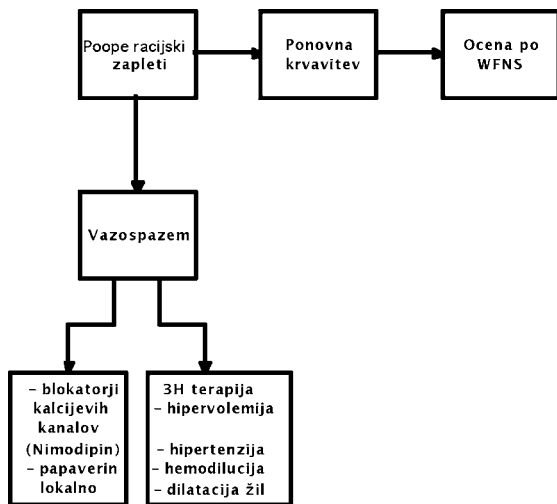 Poope racijski
zapleti
Ponovna
krvavitev
Ocena po
WFNS
Vazospazem
- blokatorji
kalcijevih
kanalov
(Nimodipin)
- papaverin
lokalno
3H terapija
- hipervolemija
- hipertenzija
- hemodilucija
- dilatacija žil